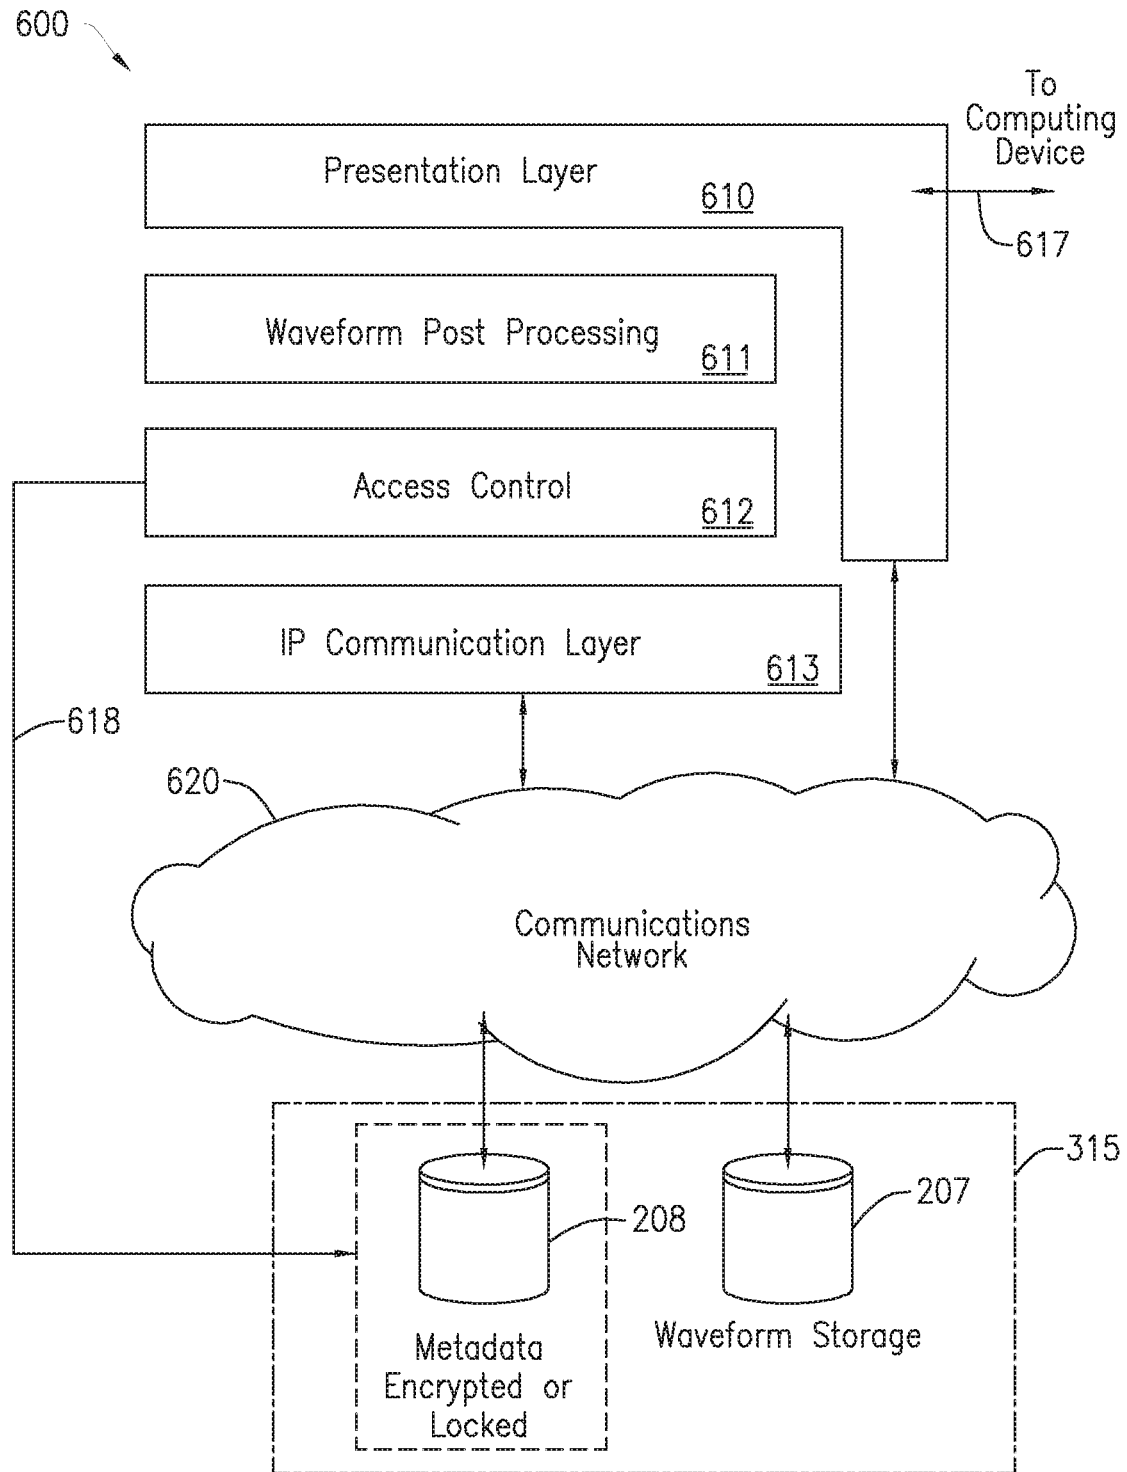 600
To
Computing
Device
Presentation Layer
610
617
Waveform Post Processing
611
Access Control
612
IP Communication Layer
613
618
620
Communications
Network
315
208
207
Metadata
Encrypted or
Locked
Waveform Storage